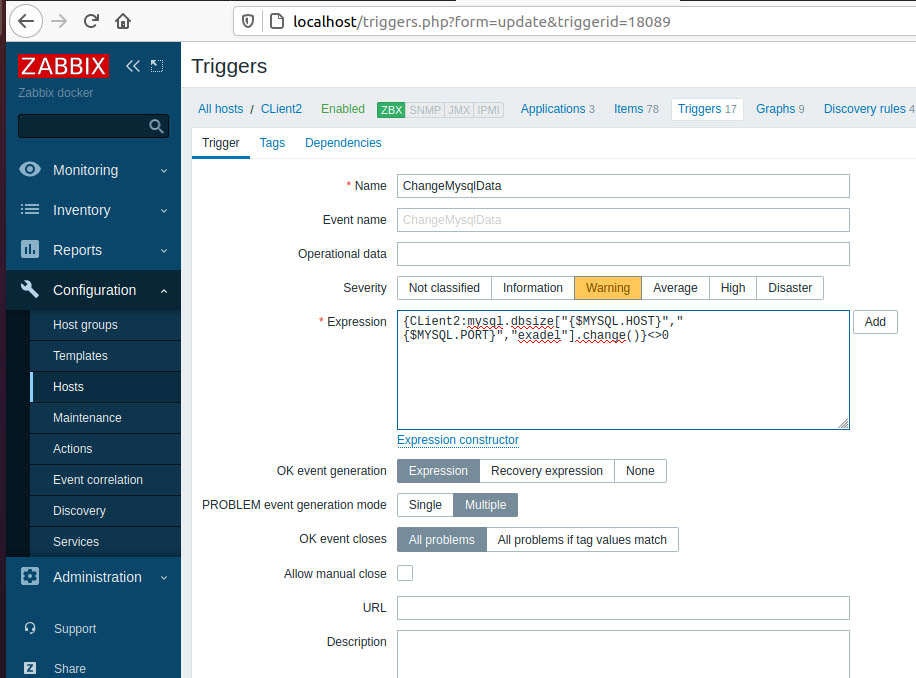 localhost/triggers.php?form=update&triggerid=18089
ZABBIX
Zabbix docker
Monitoring
Inventory
Reports
Configuration
Host groups
Templates
Hosts
Maintenance
Actions
Event correlation
Discovery
Services
Administration
Support
Z Share
Triggers
All hosts / CLient2 Enabled ZBX SNMP JMX IPMI Applications 3 Items 78 Triggers 17 Graphs 9 Discovery rules 4
Trigger Tags Dependencies
* Name ChangeMysqlData
Event name ChangeMysqlData
Operational data
Severity Not classified Information Warning Average High Disaster
* Expression {CLient2:mysql.dbsize["{$MYSQL.HOST}","
{$MYSQL.PORT}","exadel"].change()}<>0
Add
Expression constructor
OK event generation Expression Recovery expression None
PROBLEM event generation mode Single Multiple
OK event closes All problems All problems if tag values match
Allow manual close
URL
Description